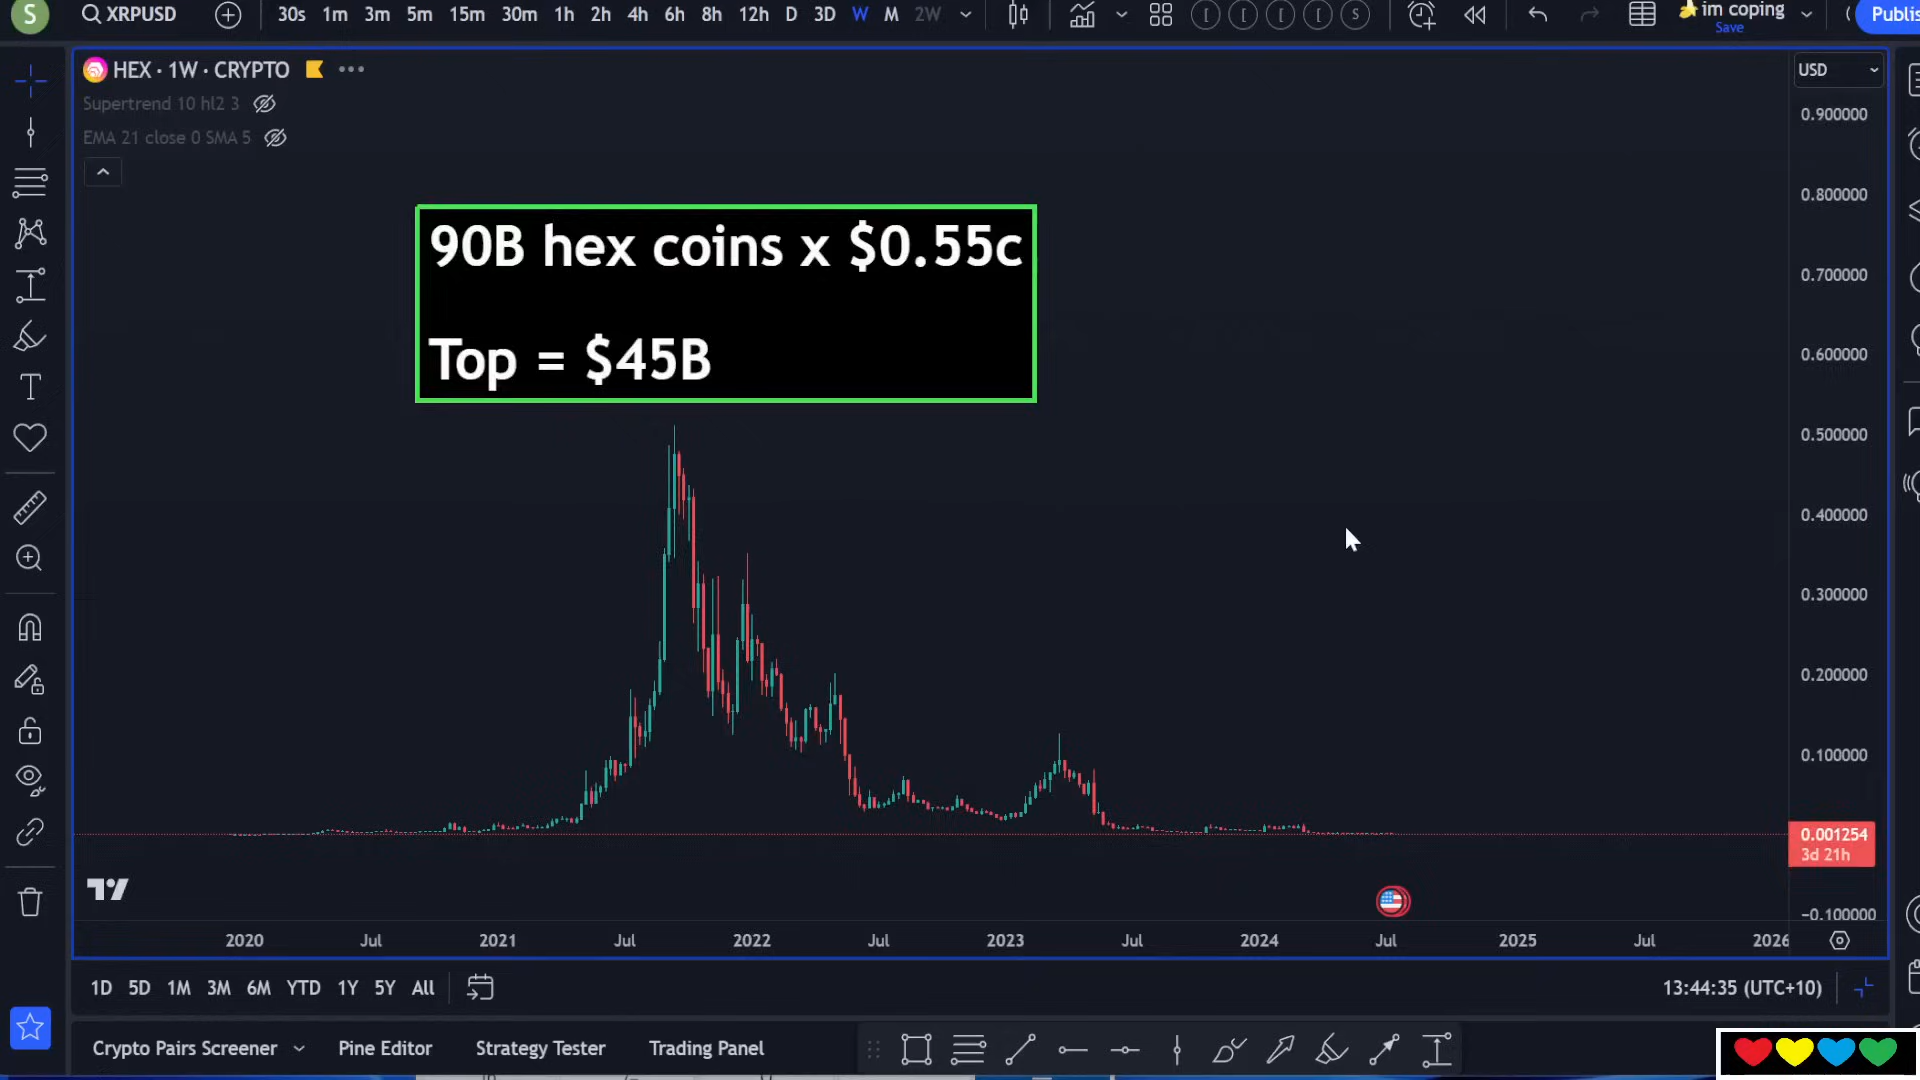 S XRPUSD 30s 1m 3m 5m 15m 30m 1h 2h 4h 6h 8h 12h D 3D W M 2W im coping Publis
Save
HEX · 1W · CRYPTO USD
Supertrend 10 hl2 3
EMA 21 close 0 SMA 5
90B hex coins x $0.55c
Top = $45B
0.900000
0.800000
0.700000
0.600000
0.500000
0.400000
0.300000
0.200000
0.100000
0.001254
3d 21h
−0.100000
2020 Jul 2021 Jul 2022 Jul 2023 Jul 2024 Jul 2025 Jul 2026
1D 5D 1M 3M 6M YTD 1Y 5Y All 13:44:35 (UTC+10)
Crypto Pairs Screener Pine Editor Strategy Tester Trading Panel